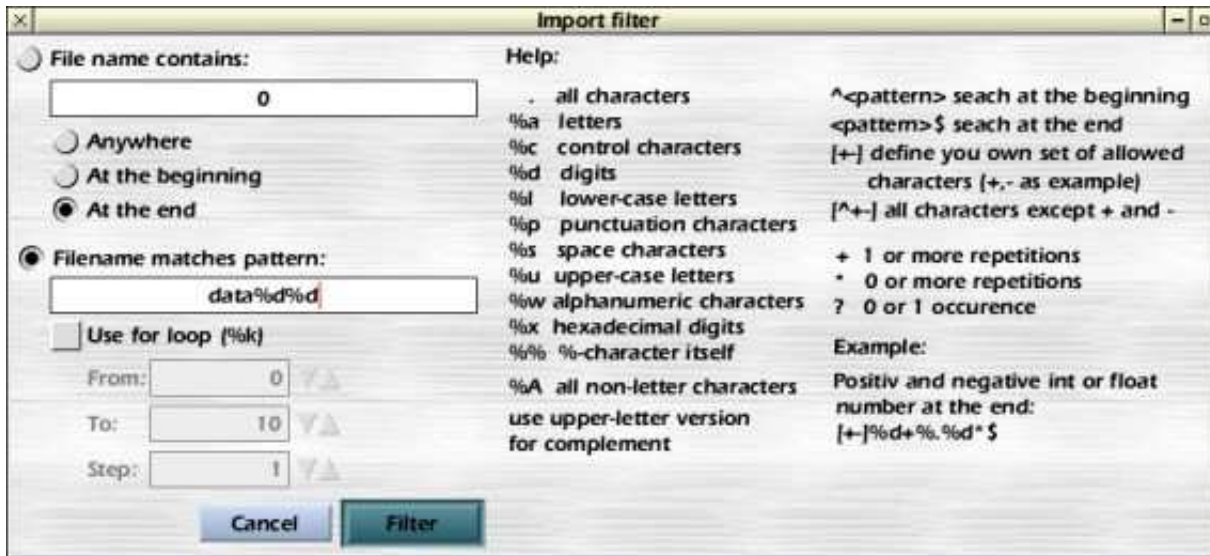 Import filter
File name contains:
0
Anywhere
At the beginning
At the end
Filename matches pattern:
data%d%d
Use for loop (%k)
From: 0
To: 10
Step: 1
Cancel
Filter
Help:
. all characters
%a letters
%c control characters
%d digits
%l lower-case letters
%p punctuation characters
%s space characters
%u upper-case letters
%w alphanumeric characters
%x hexadecimal digits
%% %-character itself
%A all non-letter characters
use upper-letter version
for complement
^<pattern> seach at the beginning
<pattern>$ seach at the end
[+-] define you own set of allowed
characters (+,- as example)
[^+-] all characters except + and -
+ 1 or more repetitions
* 0 or more repetitions
? 0 or 1 occurence
Example:
Positiv and negative int or float
number at the end:
[+-]%d+%.%d*$